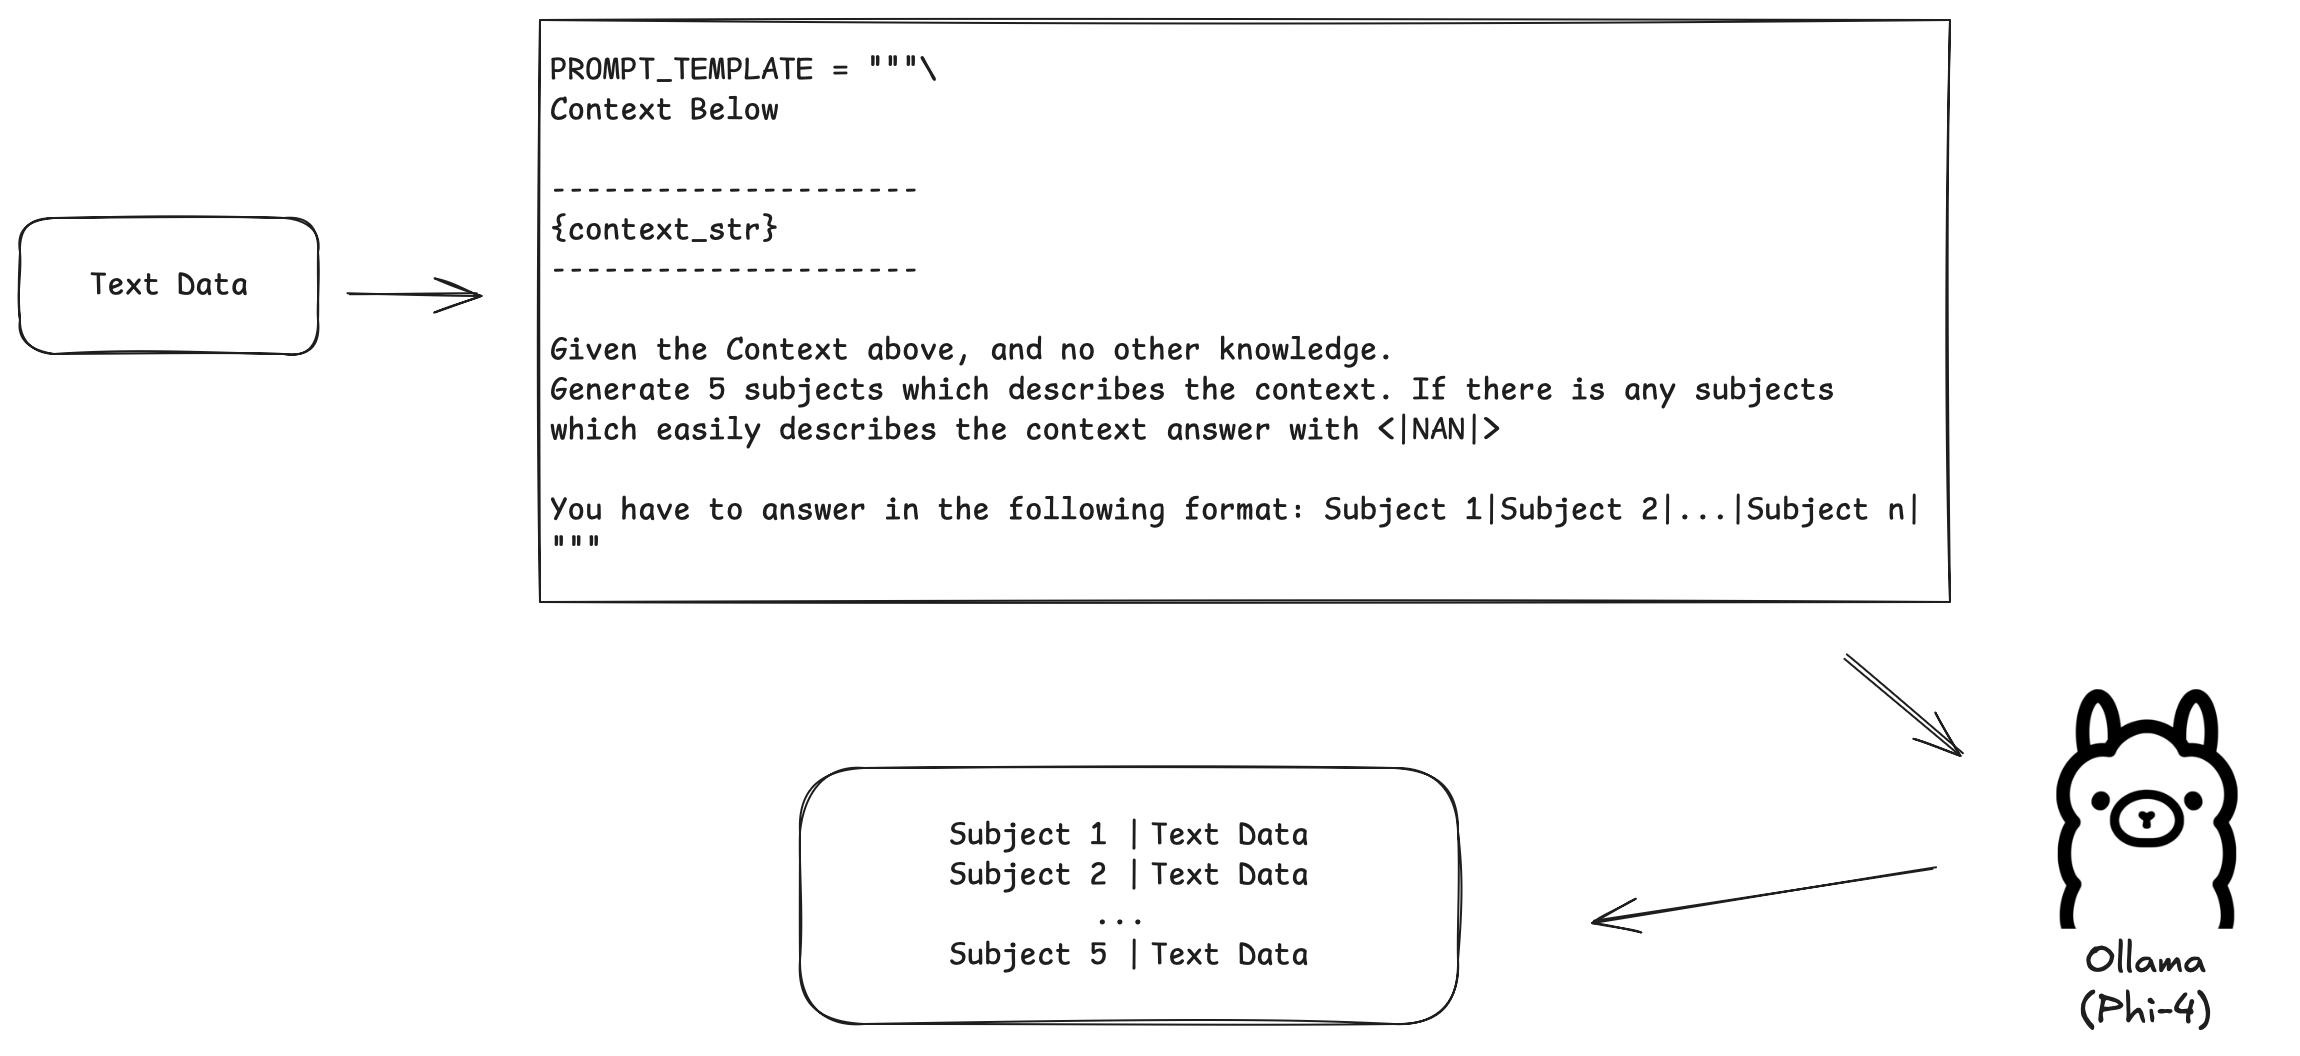 Text Data
PROMPT_TEMPLATE = """\
Context Below
---------------------
{context_str}
---------------------
Given the Context above, and no other knowledge.
Generate 5 subjects which describes the context. If there is any subjects
which easily describes the context answer with <|NAN|>
You have to answer in the following format: Subject 1|Subject 2|...|Subject n|
"""
Subject 1 | Text Data
Subject 2 | Text Data
...
Subject 5 | Text Data
Ollama
(Phi-4)